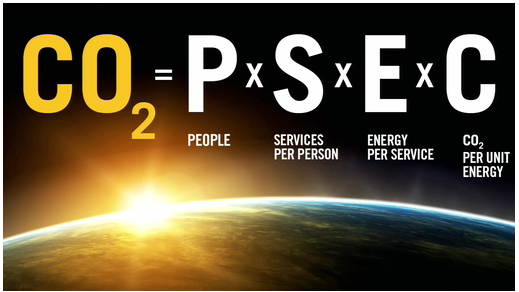 CO2 = P x S x E x C
PEOPLE
SERVICES
PER PERSON
ENERGY
PER SERVICE
CO2
PER UNIT
ENERGY